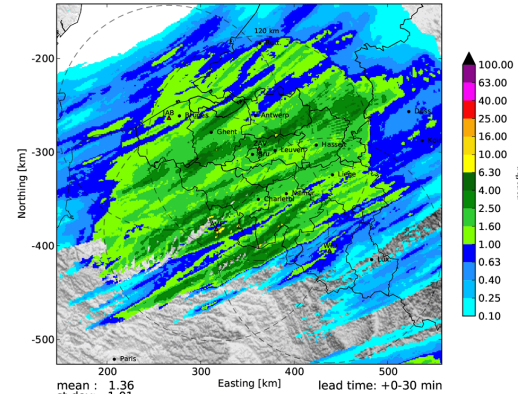 120 km
Bruges
Antwerp
Ghent
Leuven
Hasselt
Liege
Charleroi
Lux
Paris
-200
-300
-400
-500
Northing [km]
200
300
400
500
Easting [km]
100.00
63.00
40.00
25.00
16.00
10.00
6.30
4.00
2.50
1.60
1.00
0.63
0.40
0.25
0.10
mean : 1.36
lead time: +0-30 min